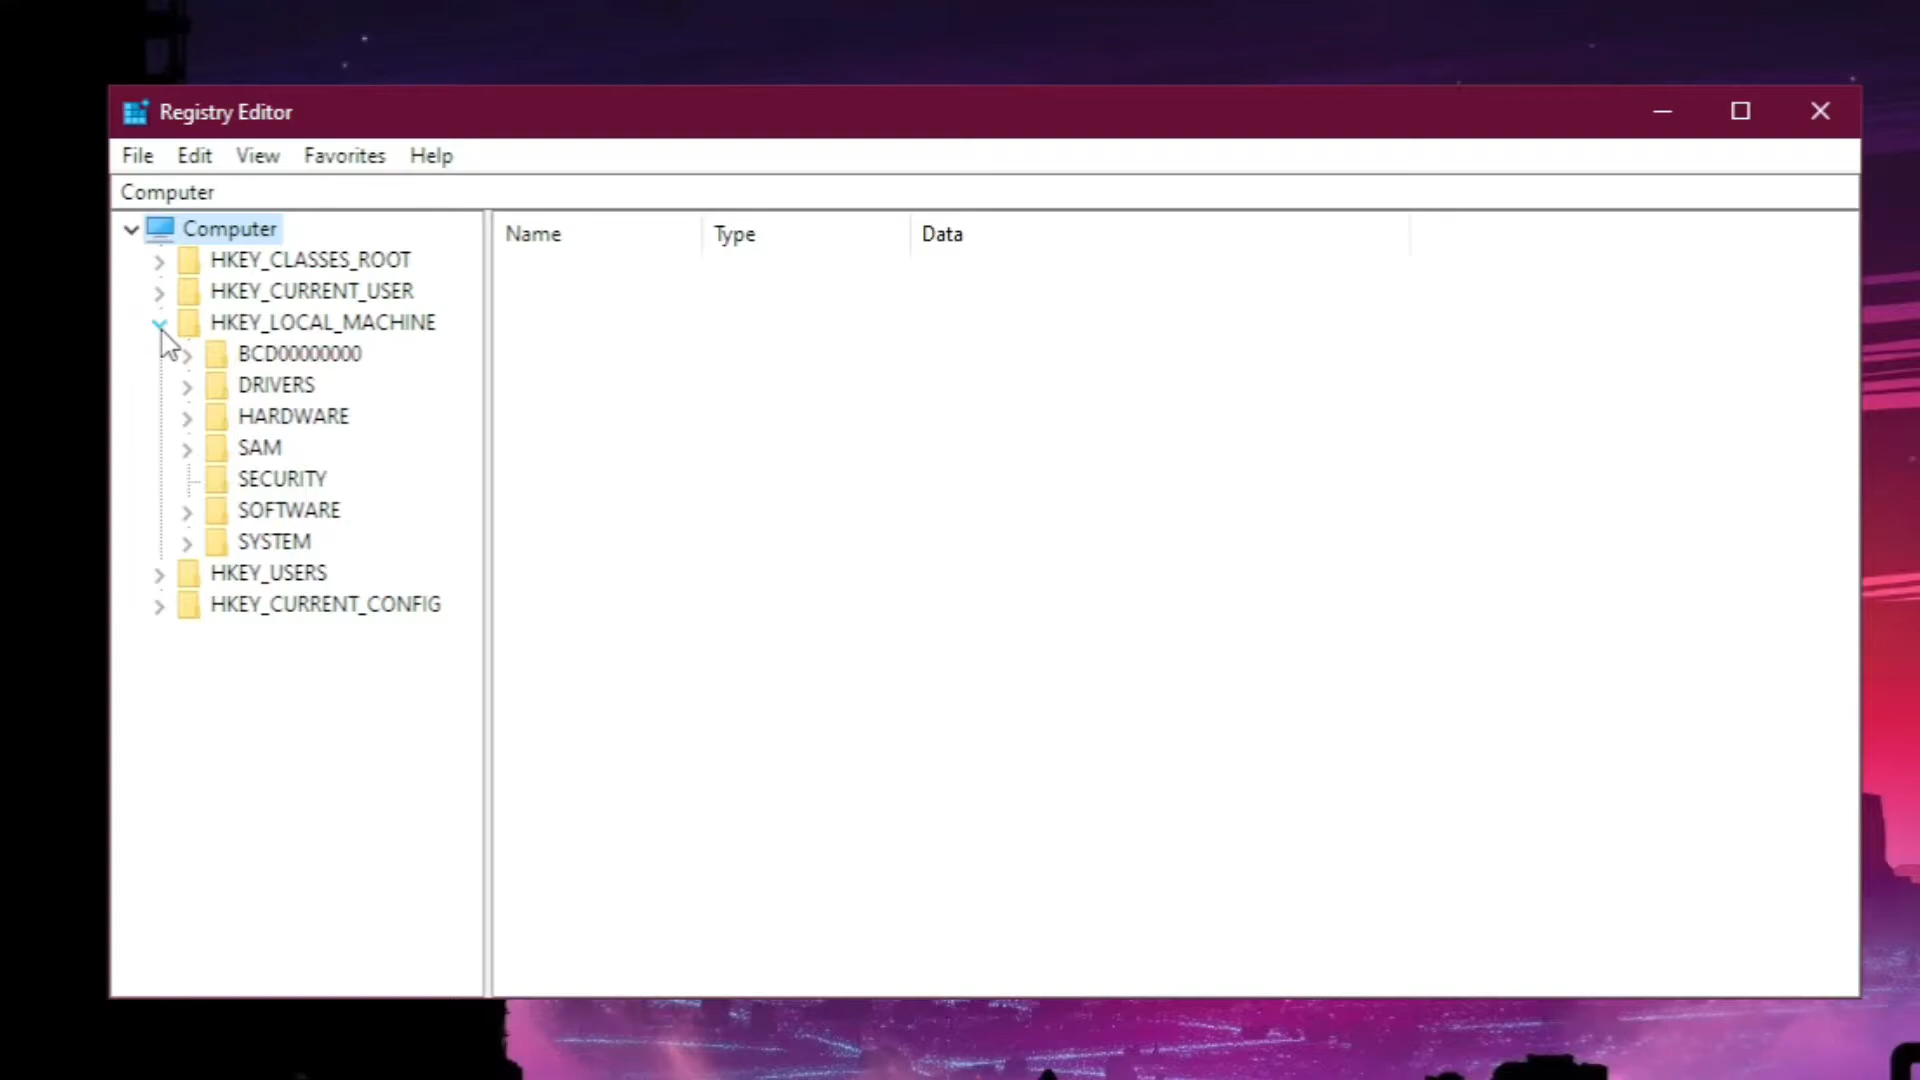 Registry Editor
File Edit View Favorites Help
Computer
Computer
HKEY_CLASSES_ROOT
HKEY_CURRENT_USER
HKEY_LOCAL_MACHINE
BCD00000000
DRIVERS
HARDWARE
SAM
SECURITY
SOFTWARE
SYSTEM
HKEY_USERS
HKEY_CURRENT_CONFIG
Name Type Data